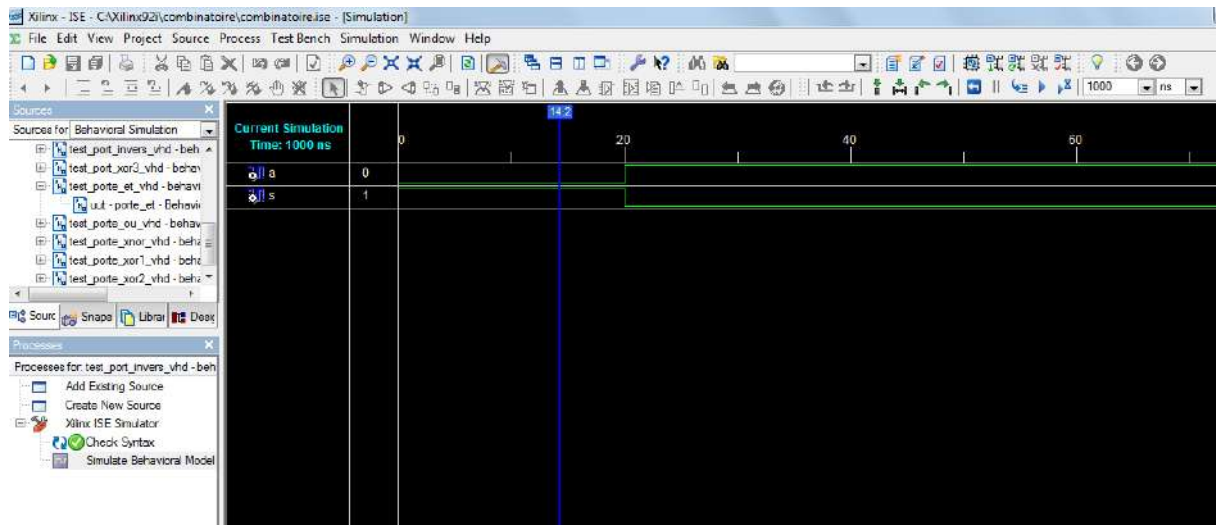 Xilinx - ISE - C:\Xilinx92i\combinatoire\combinatoire.ise - [Simulation]
File Edit View Project Source Process Test Bench Simulation Window Help
1000 ns
Sources
Sources for: Behavioral Simulation
test_port_invers_vhd - beh
test_port_xor3_vhd - behav
test_porte_et_vhd - behavi
uut - porte_et - Behavi
test_porte_ou_vhd - behav
test_porte_xnor_vhd - beha
test_porte_xor1_vhd - beha
test_porte_xor2_vhd - beha
Sourc Snaps Librar Desig
Processes
Processes for: test_port_invers_vhd - beh
Add Existing Source
Create New Source
Xilinx ISE Simulator
Check Syntax
Simulate Behavioral Model
Current Simulation
Time: 1000 ns
14.2
0 20 40 60
a 0
s 1